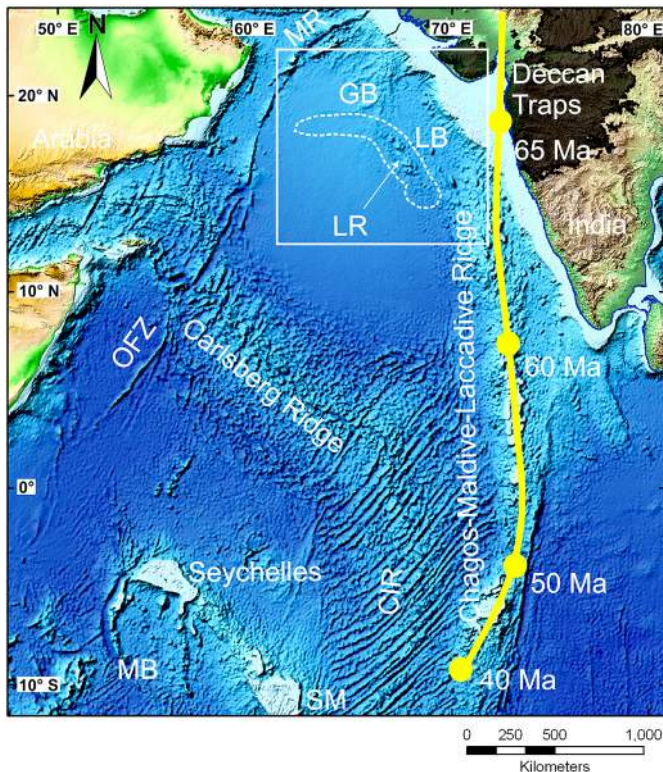 50° E
60° E
70° E
80° E
N
MR
20° N
GB
Deccan
Traps
Arabia
LB
65 Ma
LR
India
10° N
OFZ
Carlsberg Ridge
Chagos-Maldive-Laccadive Ridge
60 Ma
0°
Seychelles
CIR
50 Ma
MB
SM
40 Ma
10° S
0 250 500 1,000
Kilometers